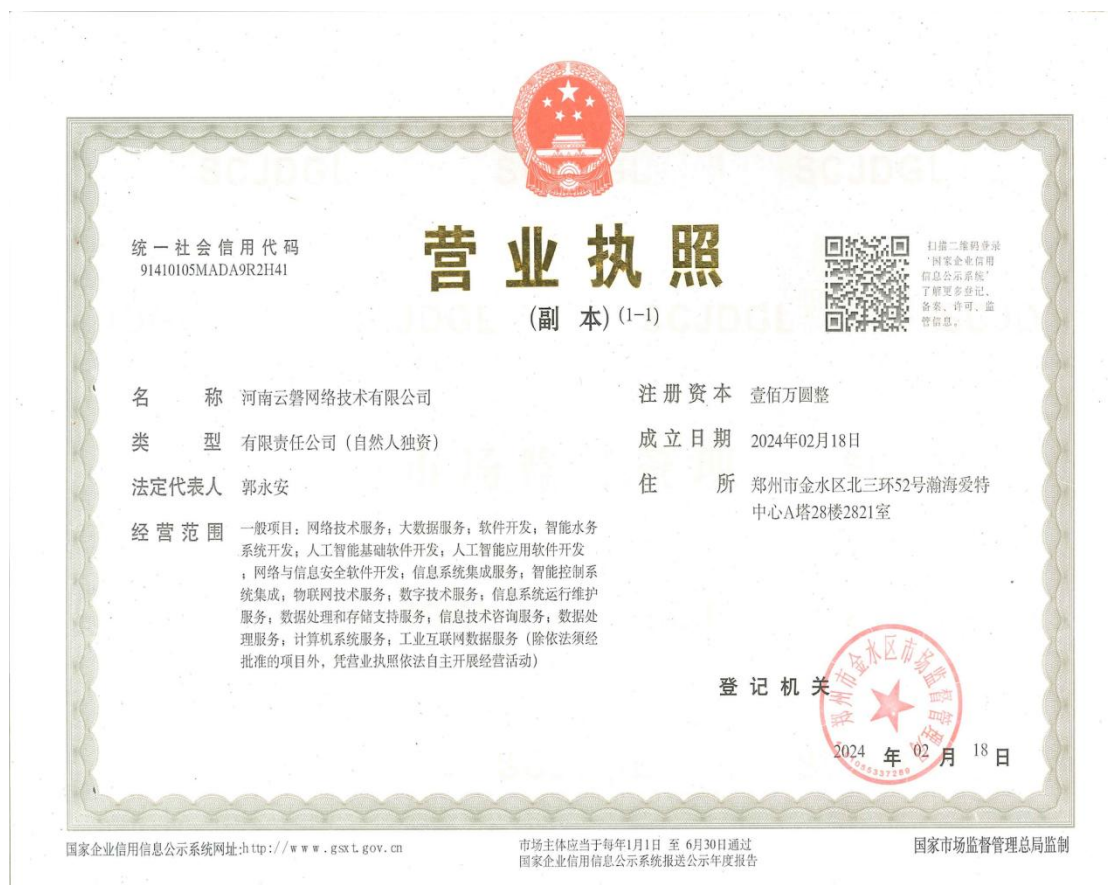 统一社会信用代码
91410105MADA9R2H41
营业执照
(副 本) (1-1)
扫描二维码登录
‘国家企业信用
信息公示系统’
了解更多登记、
备案、许可、监
管信息。
名 称 河南云磐网络技术有限公司
类 型 有限责任公司（自然人独资）
法定代表人 郭永安
经营范围 一般项目：网络技术服务；大数据服务；软件开发；智能水务
系统开发；人工智能基础软件开发；人工智能应用软件开发
；网络与信息安全软件开发；信息系统集成服务；智能控制系
统集成；物联网技术服务；数字技术服务；信息系统运行维护
服务；数据处理和存储支持服务；信息技术咨询服务；数据处
理服务；计算机系统服务；工业互联网数据服务（除依法须经
批准的项目外，凭营业执照依法自主开展经营活动）
注册资本 壹佰万圆整
成立日期 2024年02月18日
住 所 郑州市金水区北三环52号瀚海爱特
中心A塔28楼2821室
登记机关
郑州市金水区市场监督管理局
2024 年 02 月 18 日
国家企业信用信息公示系统网址:http://www.gsxt.gov.cn
市场主体应当于每年1月1日 至 6月30日通过
国家企业信用信息公示系统报送公示年度报告
国家市场监督管理总局监制